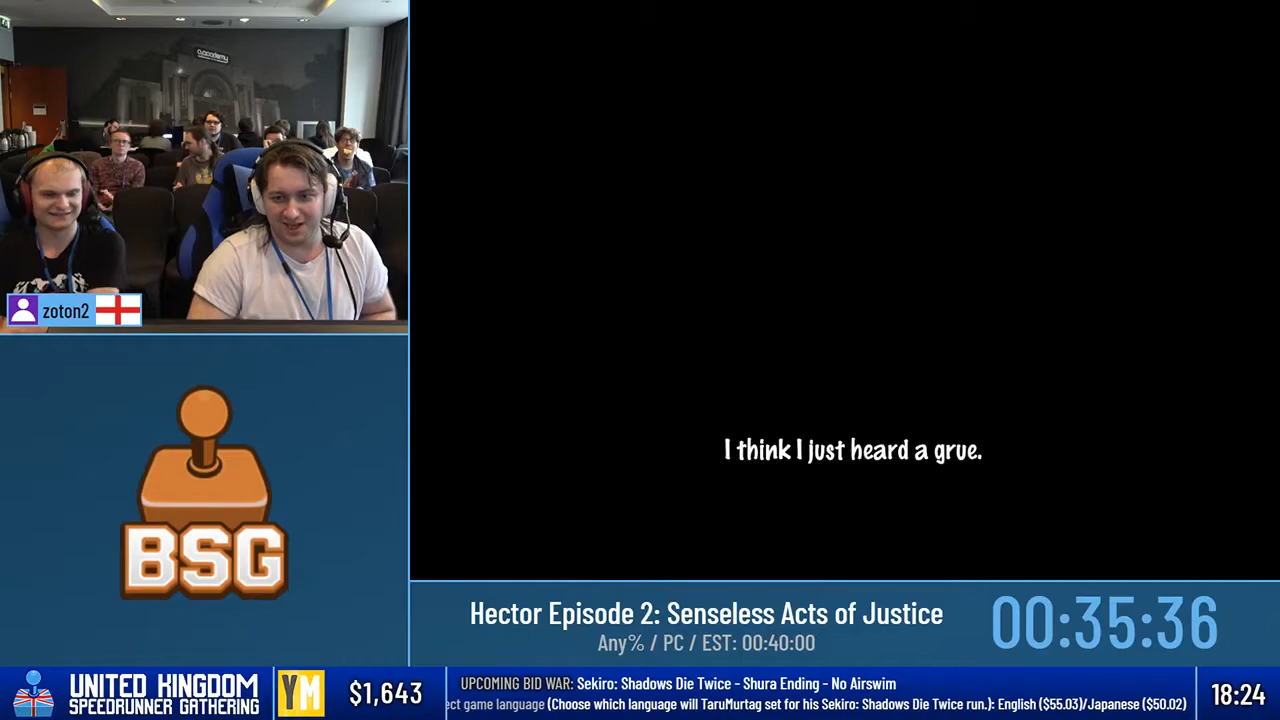 o2 academy
zoton2
I think I just heard a grue.
BSG
Hector Episode 2: Senseless Acts of Justice
Any% / PC / EST: 00:40:00
00:35:36
UNITED KINGDOM
SPEEDRUNNER GATHERING
YM
$1,643
UPCOMING BID WAR: Sekiro: Shadows Die Twice - Shura Ending - No Airswim
ect game language (Choose which language will TaruMurtag set for his Sekiro: Shadows Die Twice run.): English ($55.03)/Japanese ($50.02)
18:24